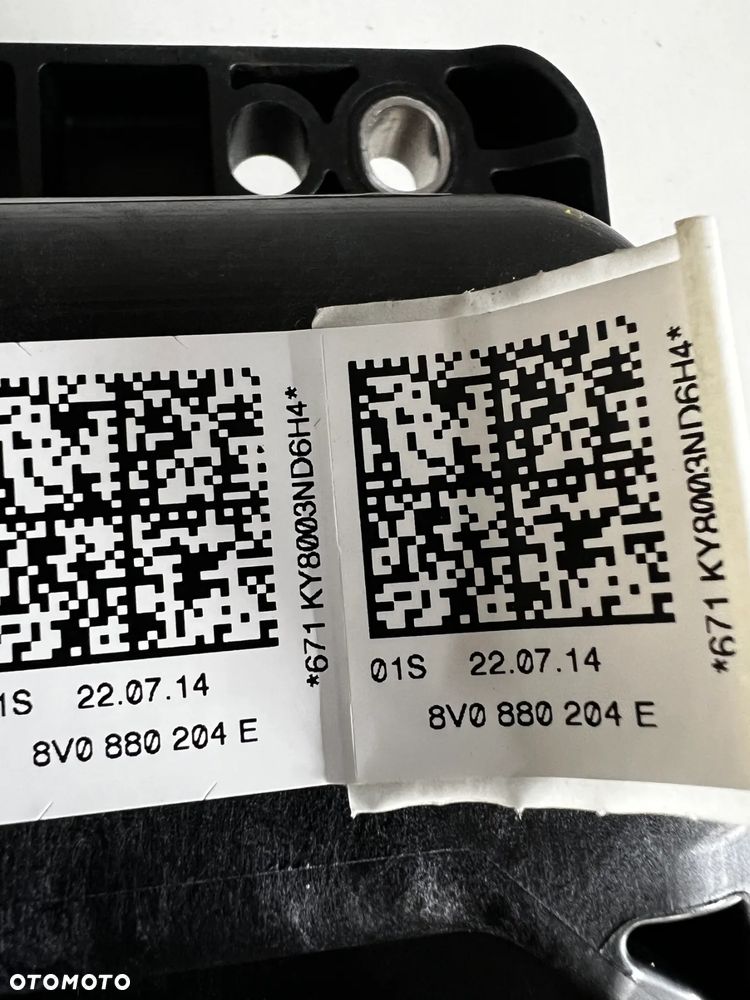 *671 KY8003ND6H4*
1S 22.07.14
8V0 880 204 E
*671 KY8003ND6H4*
01S 22.07.14
8V0 880 204 E
OTOMOTO